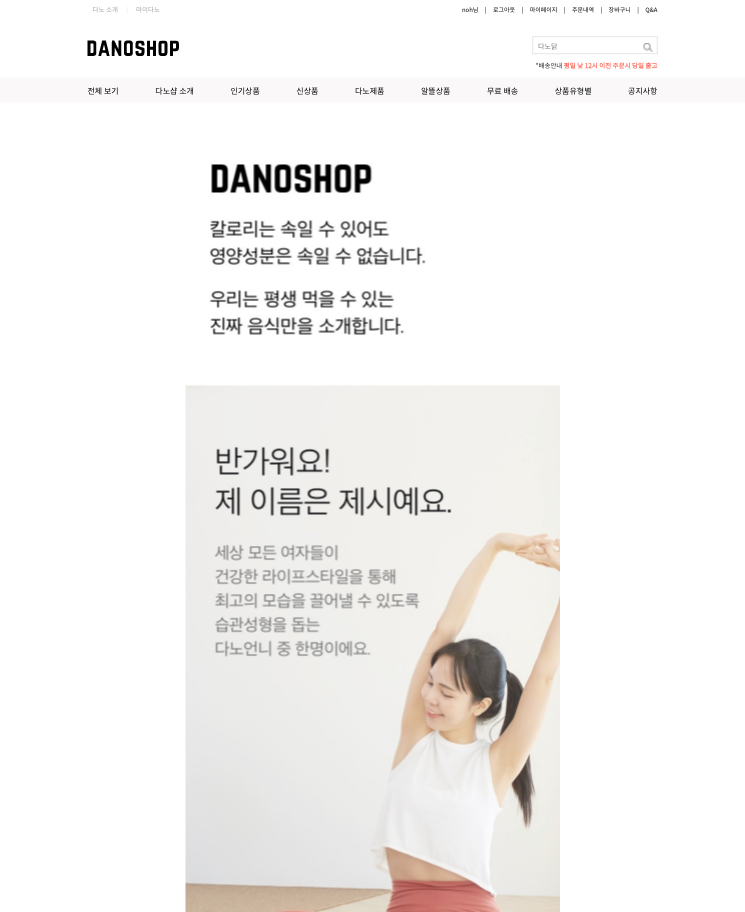 다노 소개 | 마이다노
noh님 | 로그아웃 | 마이페이지 | 주문내역 | 장바구니 | Q&A
DANOSHOP
다노닭
*배송안내 평일 낮 12시 이전 주문시 당일 출고
전체 보기 다노샵 소개 인기상품 신상품 다노제품 알뜰상품 무료 배송 상품유형별 공지사항
DANOSHOP
칼로리는 속일 수 있어도
영양성분은 속일 수 없습니다.
우리는 평생 먹을 수 있는
진짜 음식만을 소개합니다.
반가워요!
제 이름은 제시예요.
세상 모든 여자들이
건강한 라이프스타일을 통해
최고의 모습을 끌어낼 수 있도록
습관성형을 돕는
다노언니 중 한명이에요.